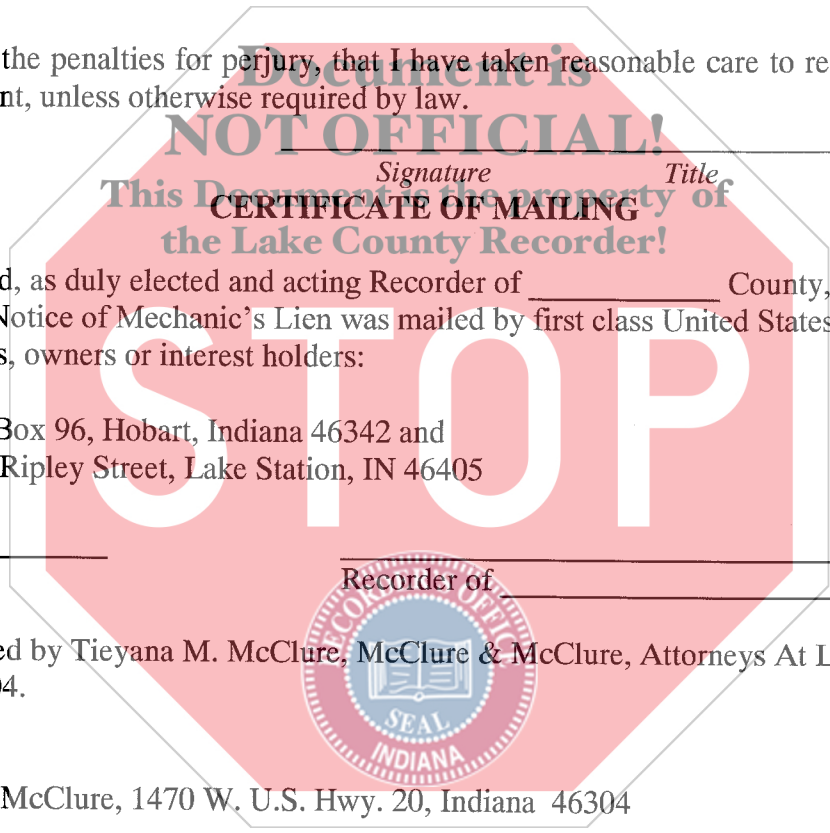 the penalties for perjury, that I have taken reasonable care to re
nt, unless otherwise required by law.
Document is
NOT OFFICIAL!
Signature Title
This Document is the property of
CERTIFICATE OF MAILING
the Lake County Recorder!
d, as duly elected and acting Recorder of ____________ County,
Notice of Mechanic's Lien was mailed by first class United States
s, owners or interest holders:
STOP
Box 96, Hobart, Indiana 46342 and
Ripley Street, Lake Station, IN 46405
Recorder of ____________
RECORDER'S OFFICE
ed by Tieyana M. McClure, McClure & McClure, Attorneys At L
04.
SEAL
INDIANA
McClure, 1470 W. U.S. Hwy. 20, Indiana 46304